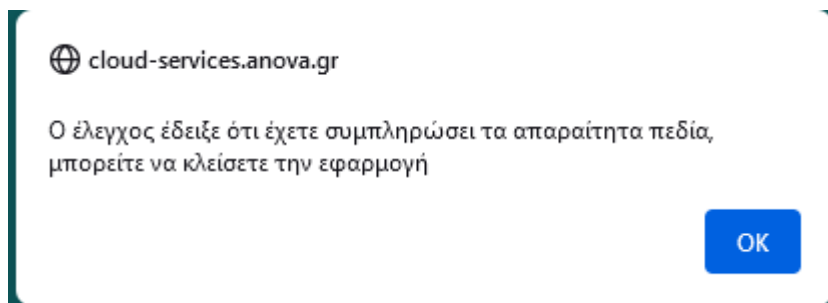 cloud-services.anova.gr
Ο έλεγχος έδειξε ότι έχετε συμπληρώσει τα απαραίτητα πεδία,
μπορείτε να κλείσετε την εφαρμογή
OK